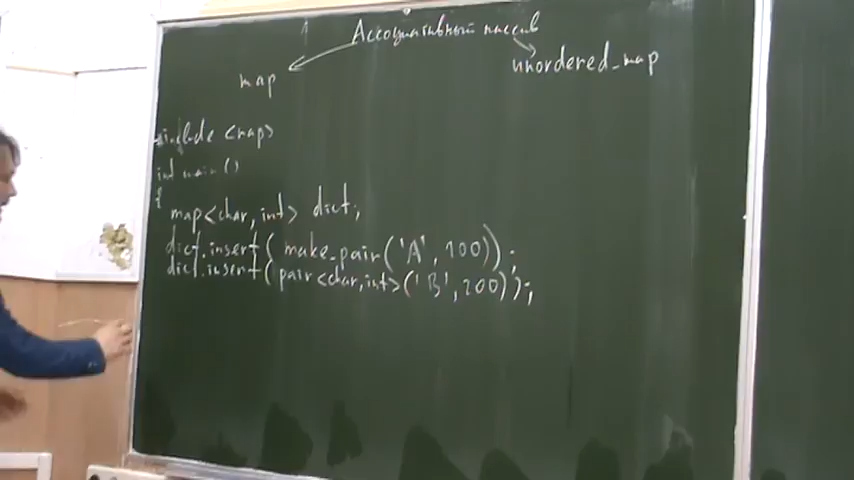 Ассоциативный массив
map
unordered_map
#include <map>
int main ()
{
map<char, int> dict;
dict.insert( make_pair('A', 100));
dict.insert( pair<char,int>('B', 200));